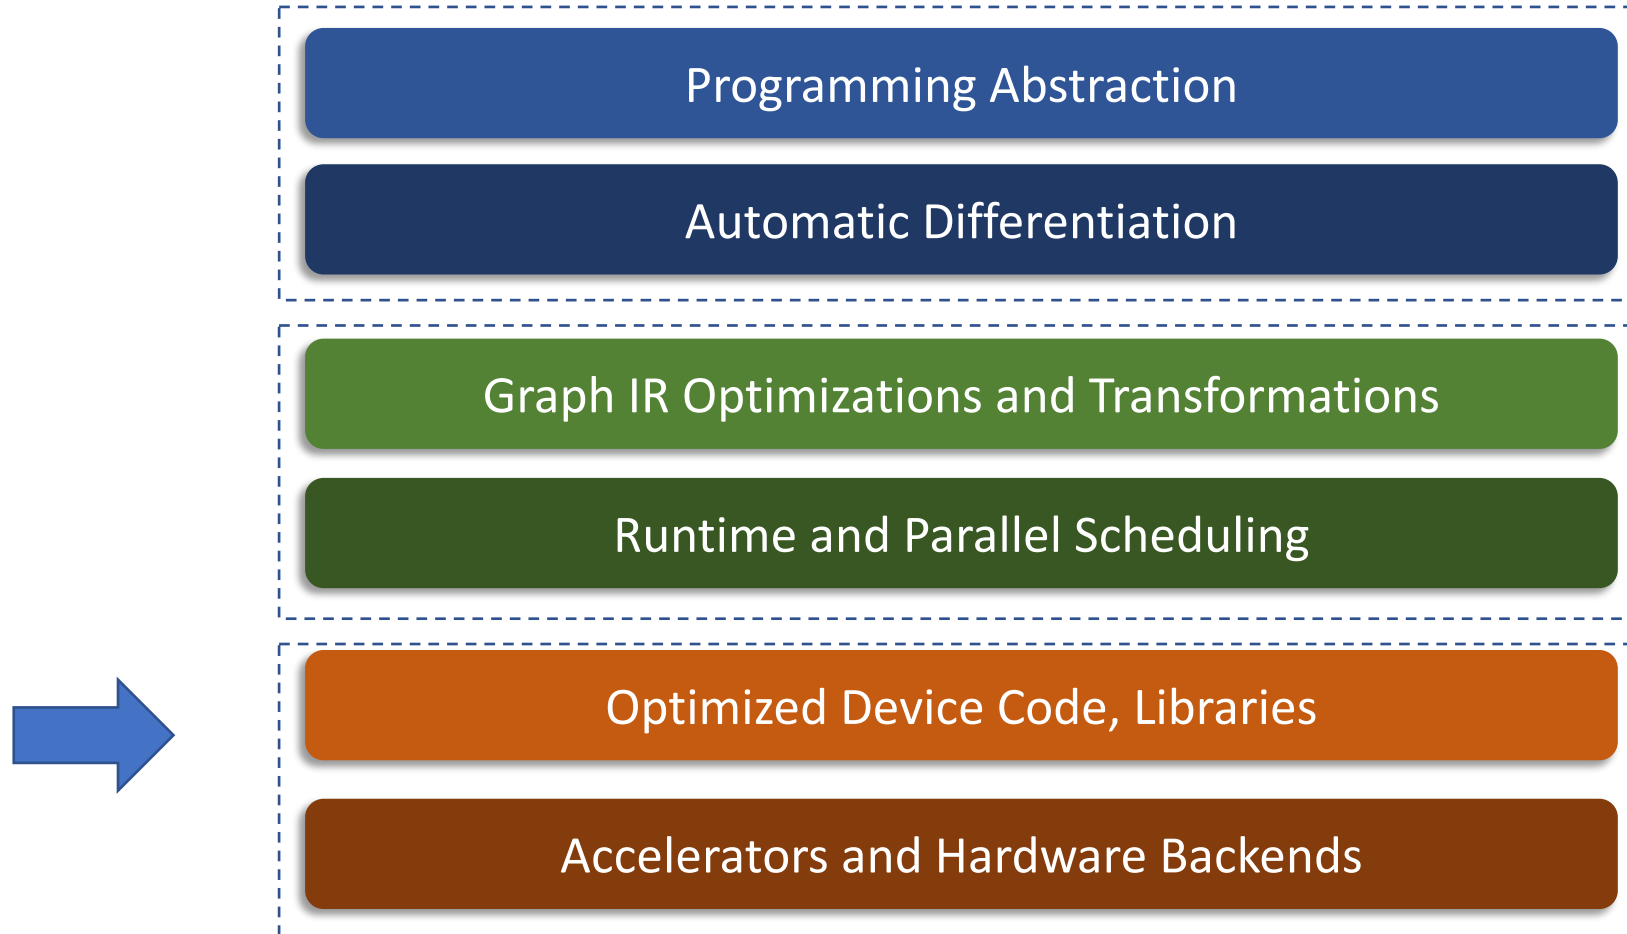 Programming Abstraction
Automatic Differentiation
Graph IR Optimizations and Transformations
Runtime and Parallel Scheduling
Optimized Device Code, Libraries
Accelerators and Hardware Backends